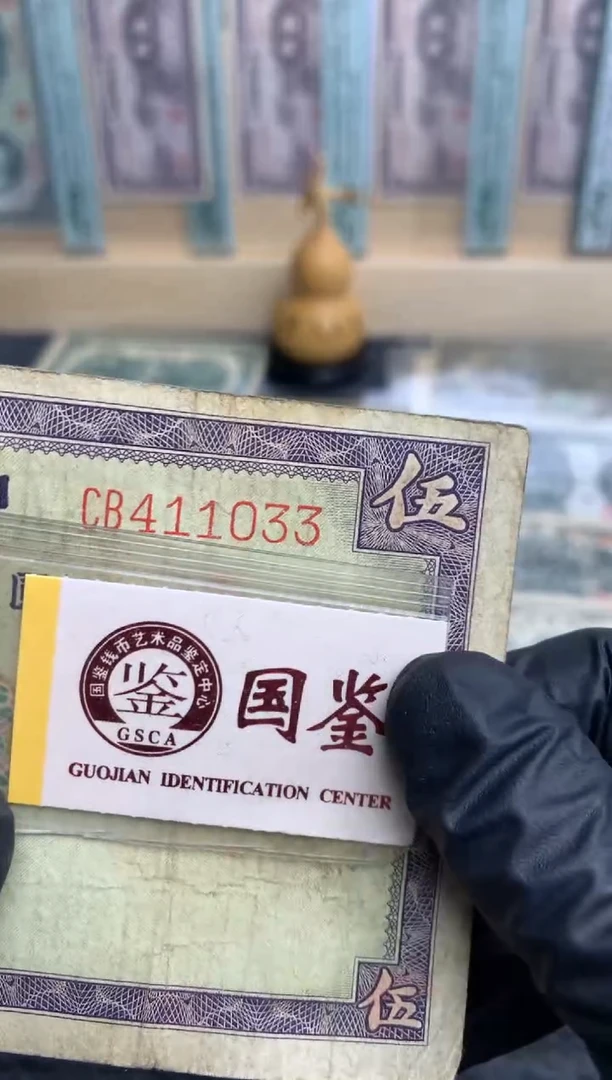 伍
CB411033
国鉴钱币艺术品鉴定中心
鉴
GSCA
国鉴
GUOJIAN IDENTIFICATION CENTER
伍